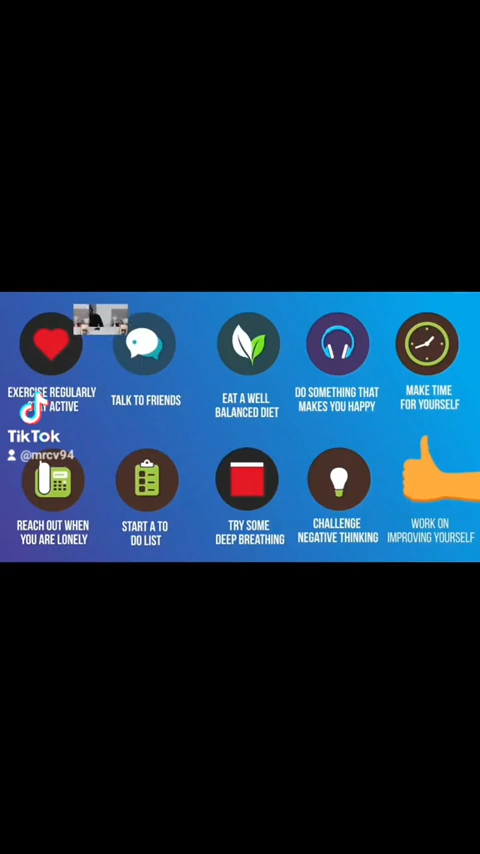 EXERCISE REGULARLY
STAY ACTIVE
TALK TO FRIENDS
EAT A WELL
BALANCED DIET
DO SOMETHING THAT
MAKES YOU HAPPY
MAKE TIME
FOR YOURSELF
TikTok
@mrcv94
REACH OUT WHEN
YOU ARE LONELY
START A TO
DO LIST
TRY SOME
DEEP BREATHING
CHALLENGE
NEGATIVE THINKING
WORK ON
IMPROVING YOURSELF